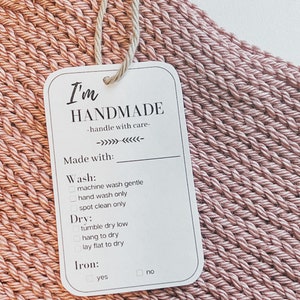 I'm
HANDMADE
-handle with care-
Made with:
Wash:
machine wash gentle
hand wash only
spot clean only
Dry:
tumble dry low
hang to dry
lay flat to dry
Iron:
yes no